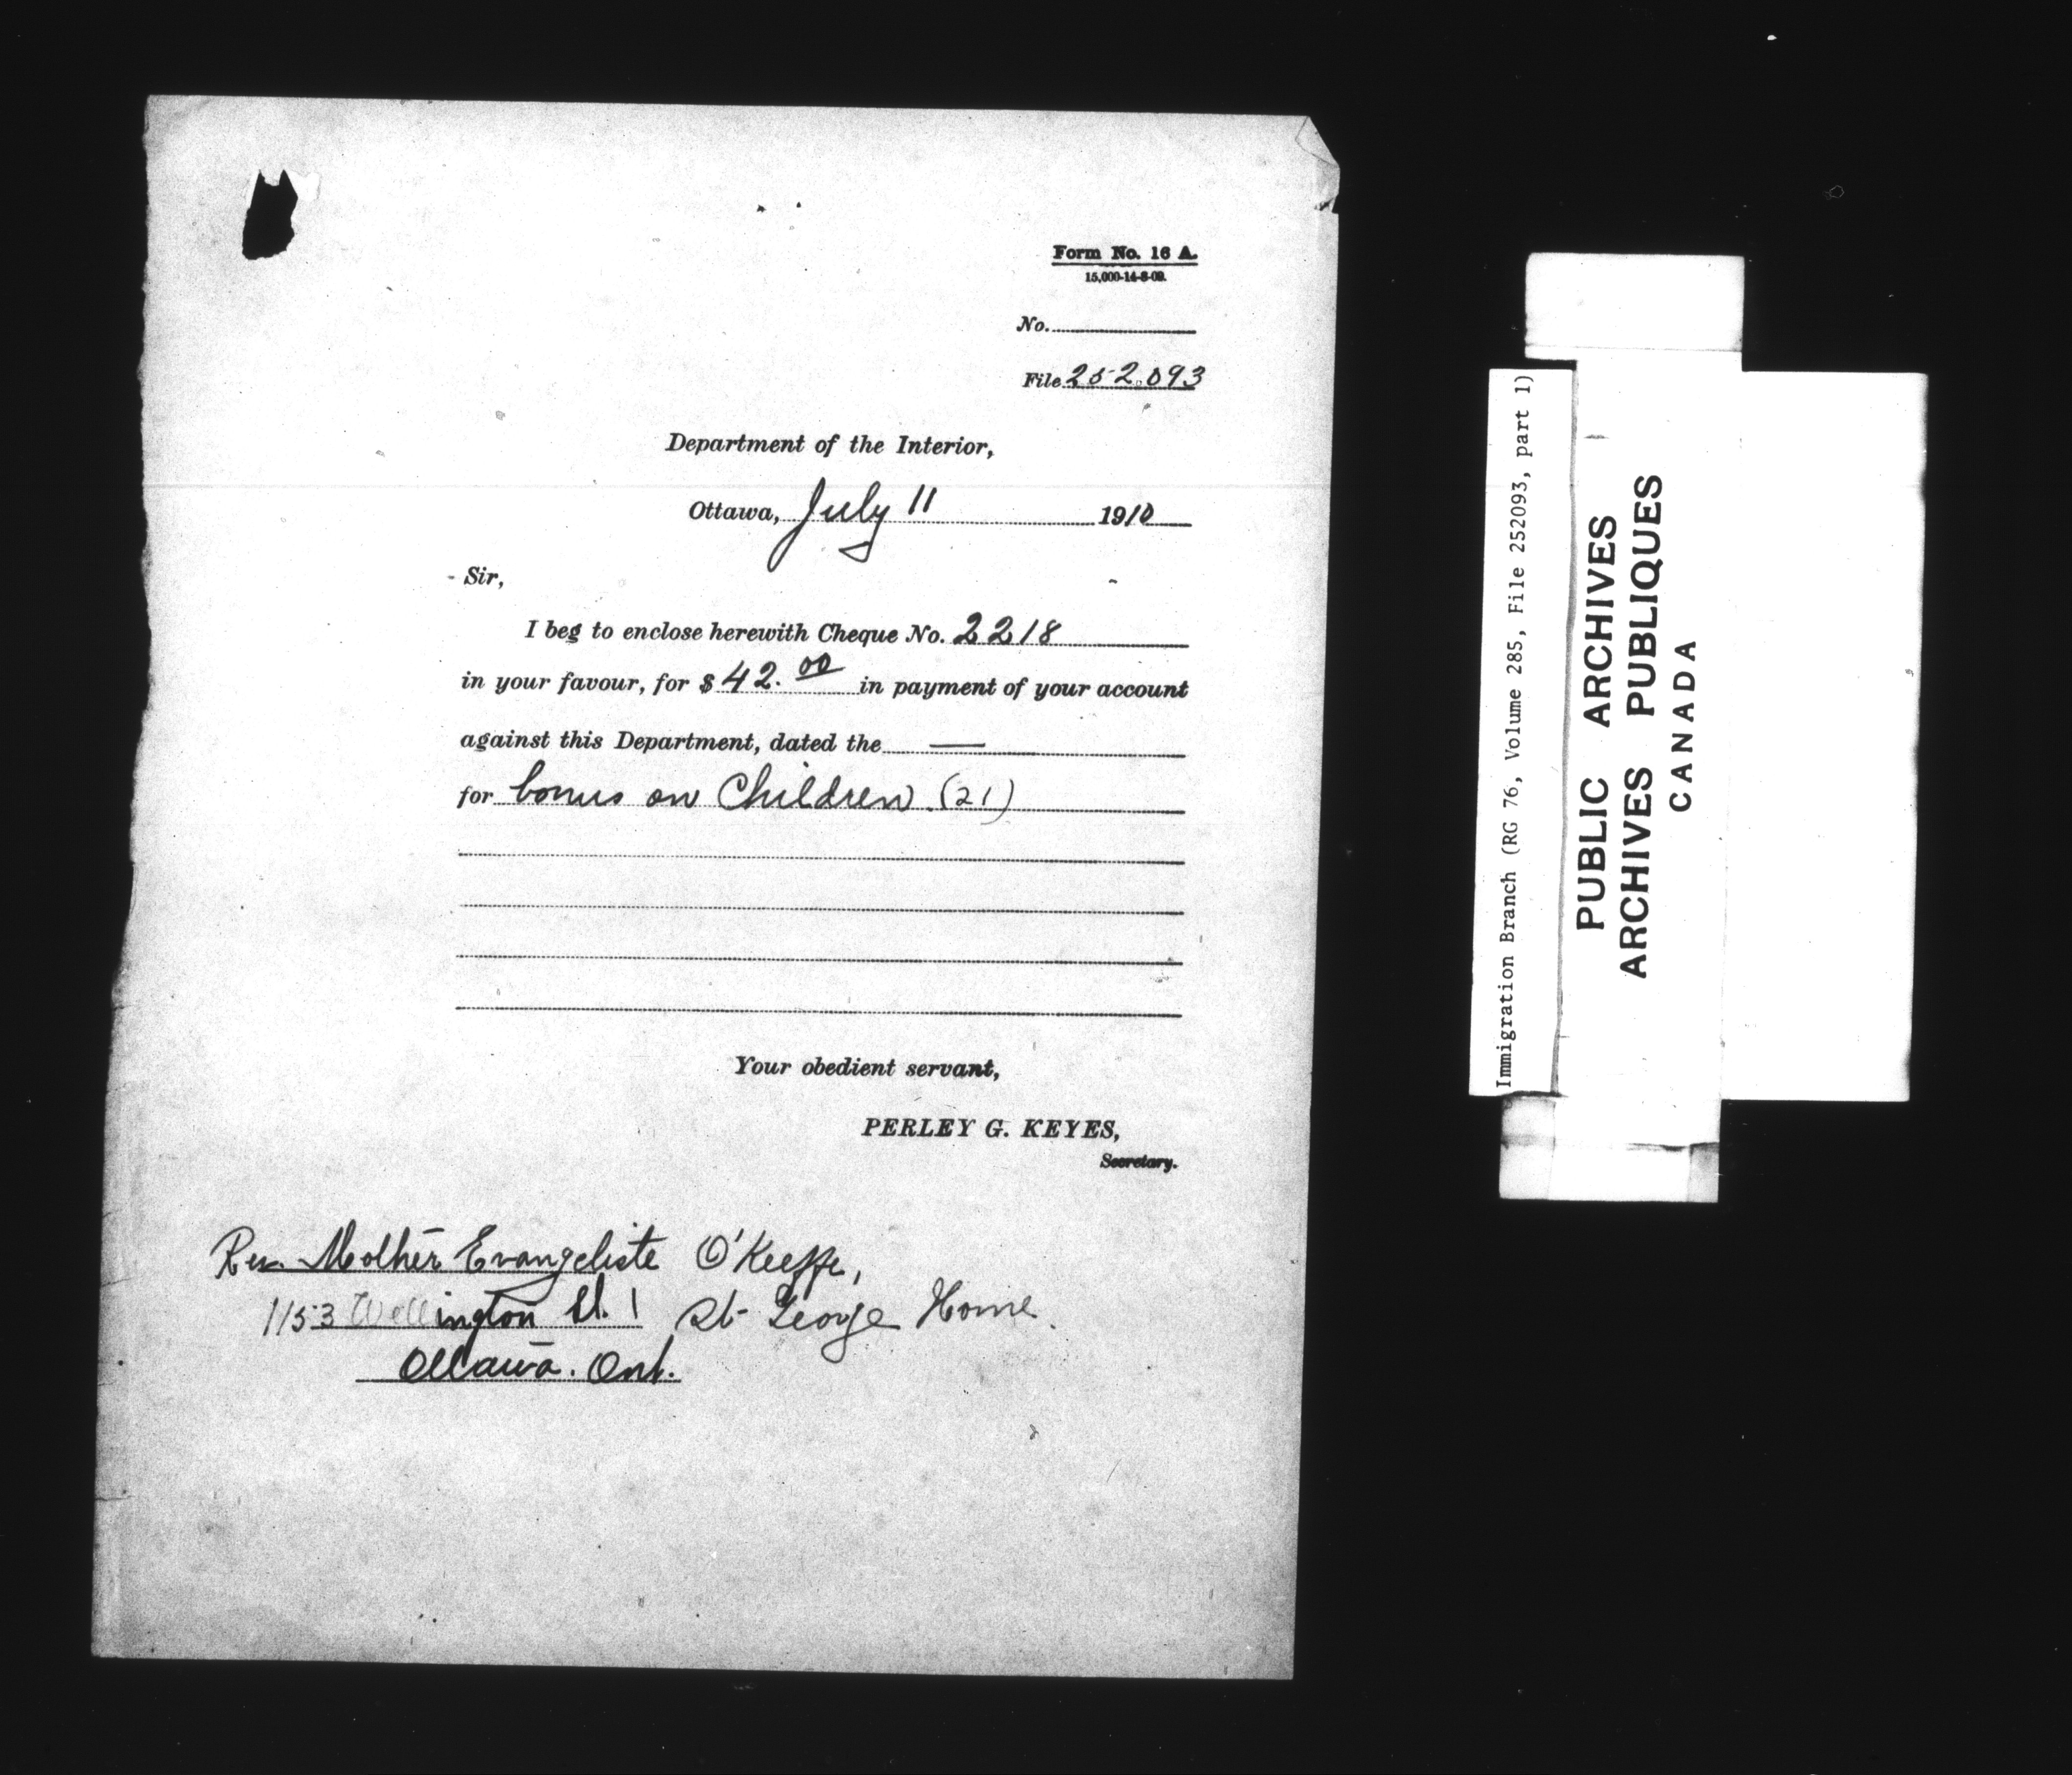 Form No. 16 A.
15,000-14-8-09.
No.
File 252.093
Department of the Interior,
Ottawa, July 11 1910
Sir,
I beg to enclose herewith Cheque No. 2218
in your favour, for $ 42.00 in payment of your account
against this Department, dated the —
for bonus on Children (21)
Your obedient servant,
PERLEY G. KEYES,
Secretary.
Rev. Mother Evangeliste O'Keeffe,
1153 Wellington St. St George Home.
Ottawa. Ont.
Immigration Branch (RG 76, Volume 285, File 252093, part 1)
PUBLIC ARCHIVES
ARCHIVES PUBLIQUES
CANADA